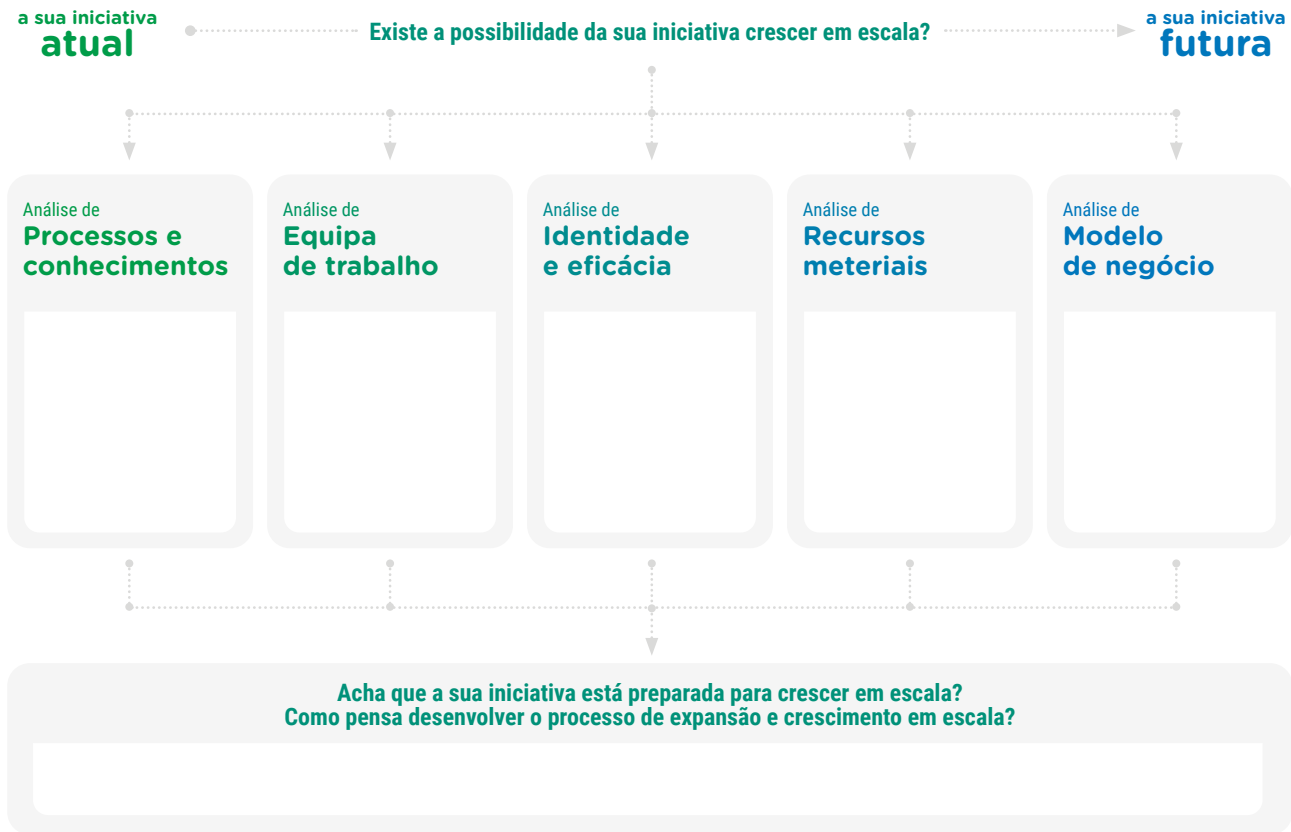 a sua iniciativa
atual
Existe a possibilidade da sua iniciativa crescer em escala?
a sua iniciativa
futura
Análise de
Processos e
conhecimentos
Análise de
Equipa
de trabalho
Análise de
Identidade
e eficácia
Análise de
Recursos
meteriais
Análise de
Modelo
de negócio
Acha que a sua iniciativa está preparada para crescer em escala?
Como pensa desenvolver o processo de expansão e crescimento em escala?